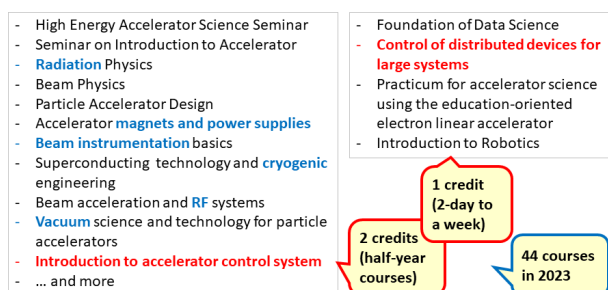 - High Energy Accelerator Science Seminar
- Seminar on Introduction to Accelerator
- Radiation Physics
- Beam Physics
- Particle Accelerator Design
- Accelerator magnets and power supplies
- Beam instrumentation basics
- Superconducting technology and cryogenic
engineering
- Beam acceleration and RF systems
- Vacuum science and technology for particle
accelerators
- Introduction to accelerator control system
- … and more
- Foundation of Data Science
- Control of distributed devices for
large systems
- Practicum for accelerator science
using the education-oriented
electron linear accelerator
- Introduction to Robotics
1 credit
(2-day to
a week)
2 credits
(half-year
courses)
44 courses
in 2023